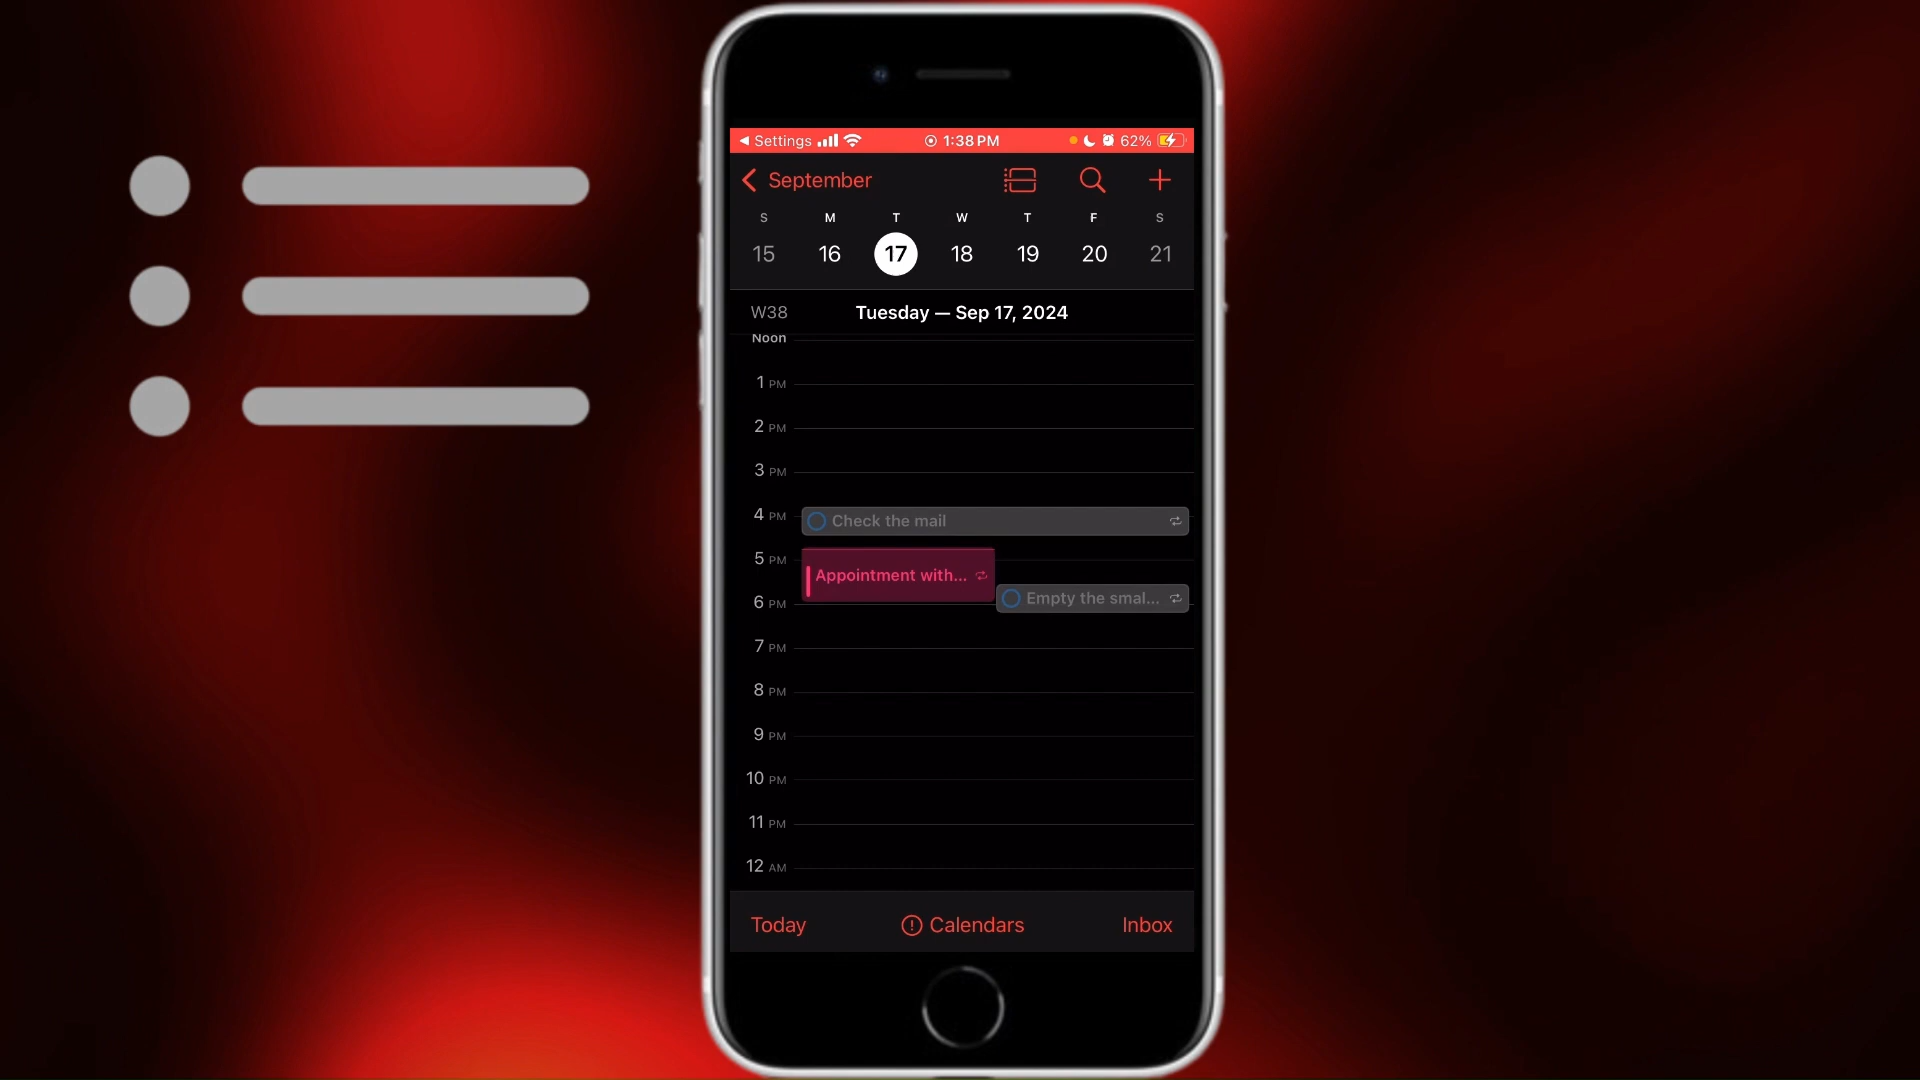 Settings 1:38 PM 62%
September
S M T W T F S
15 16 17 18 19 20 21
W38 Tuesday — Sep 17, 2024
Noon
1 PM
2 PM
3 PM
4 PM Check the mail
5 PM
Appointment with...
Empty the smal...
6 PM
7 PM
8 PM
9 PM
10 PM
11 PM
12 AM
Today Calendars Inbox